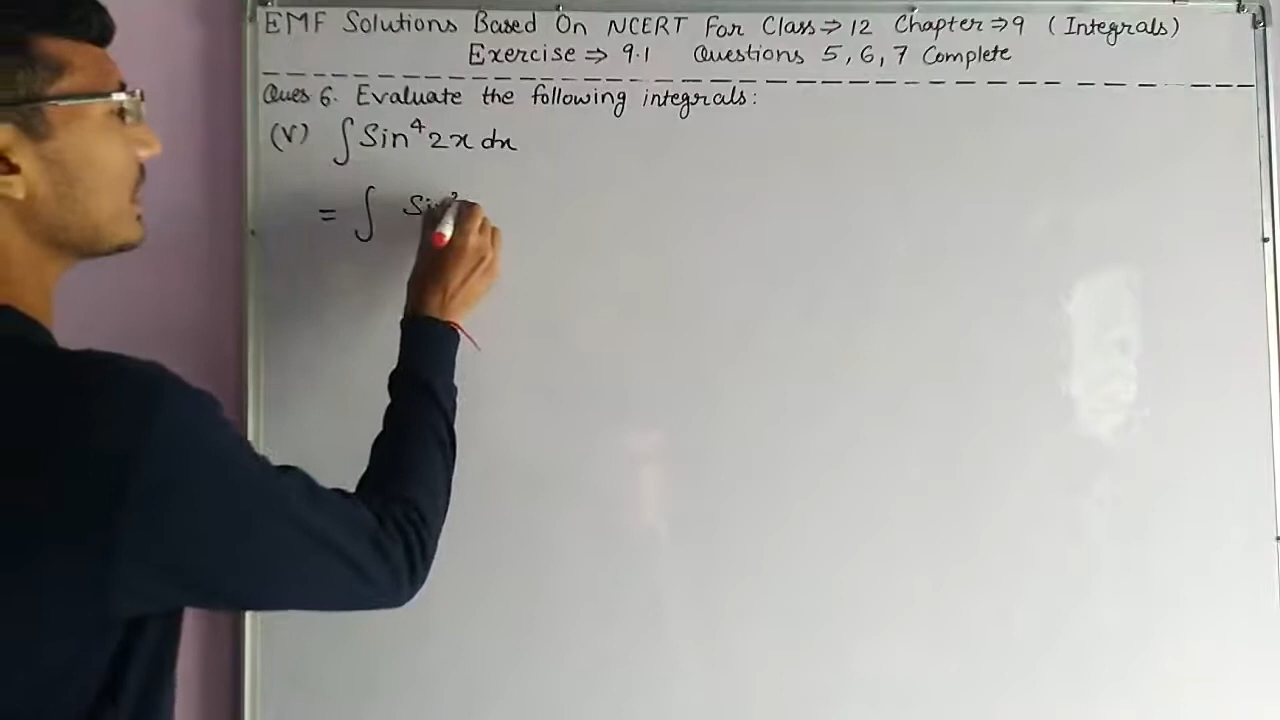 EMF Solutions Based On NCERT For Class ⇒ 12 Chapter ⇒ 9 (Integrals)
Exercise ⇒ 9.1 Questions 5, 6, 7 Complete
Ques 6. Evaluate the following integrals:
(V) ∫ Sin⁴ 2x dx
= ∫